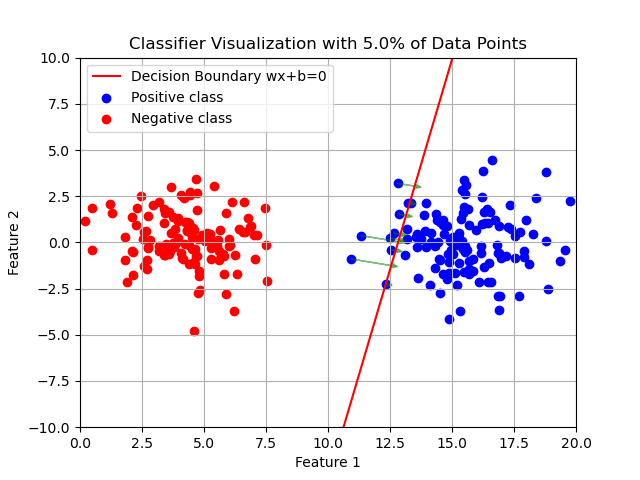 Classifier Visualization with 5.0% of Data Points
Decision Boundary wx+b=0
Positive class
Negative class
10.0
7.5
5.0
2.5
0.0
−2.5
−5.0
−7.5
−10.0
Feature 2
0.0 2.5 5.0 7.5 10.0 12.5 15.0 17.5 20.0
Feature 1